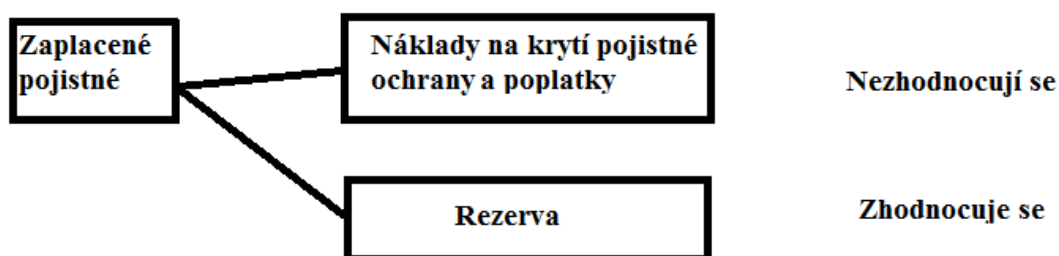 Zaplacené
pojistné
Náklady na krytí pojistné
ochrany a poplatky
Nezhodnocují se
Rezerva
Zhodnocuje se